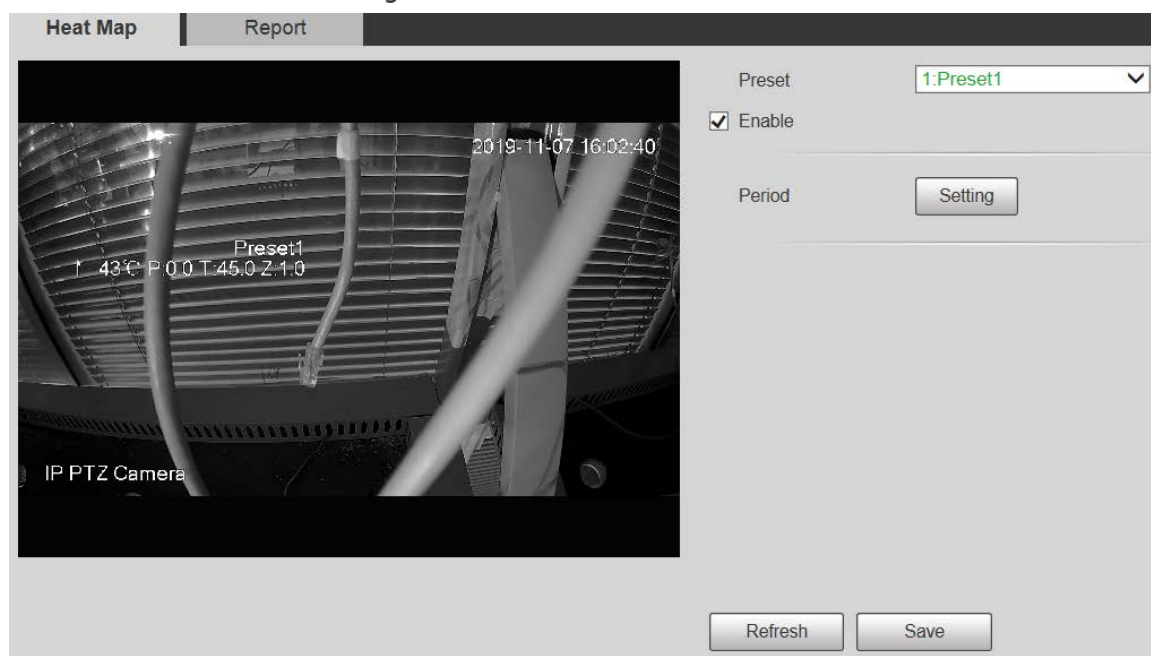 Heat Map
Report
Preset
1:Preset1
Enable
2019-11-07 16:02:40
Period
Setting
Preset1
↑ 43℃ P:0.0 T:45.0 Z:1.0
IP PTZ Camera
Refresh
Save